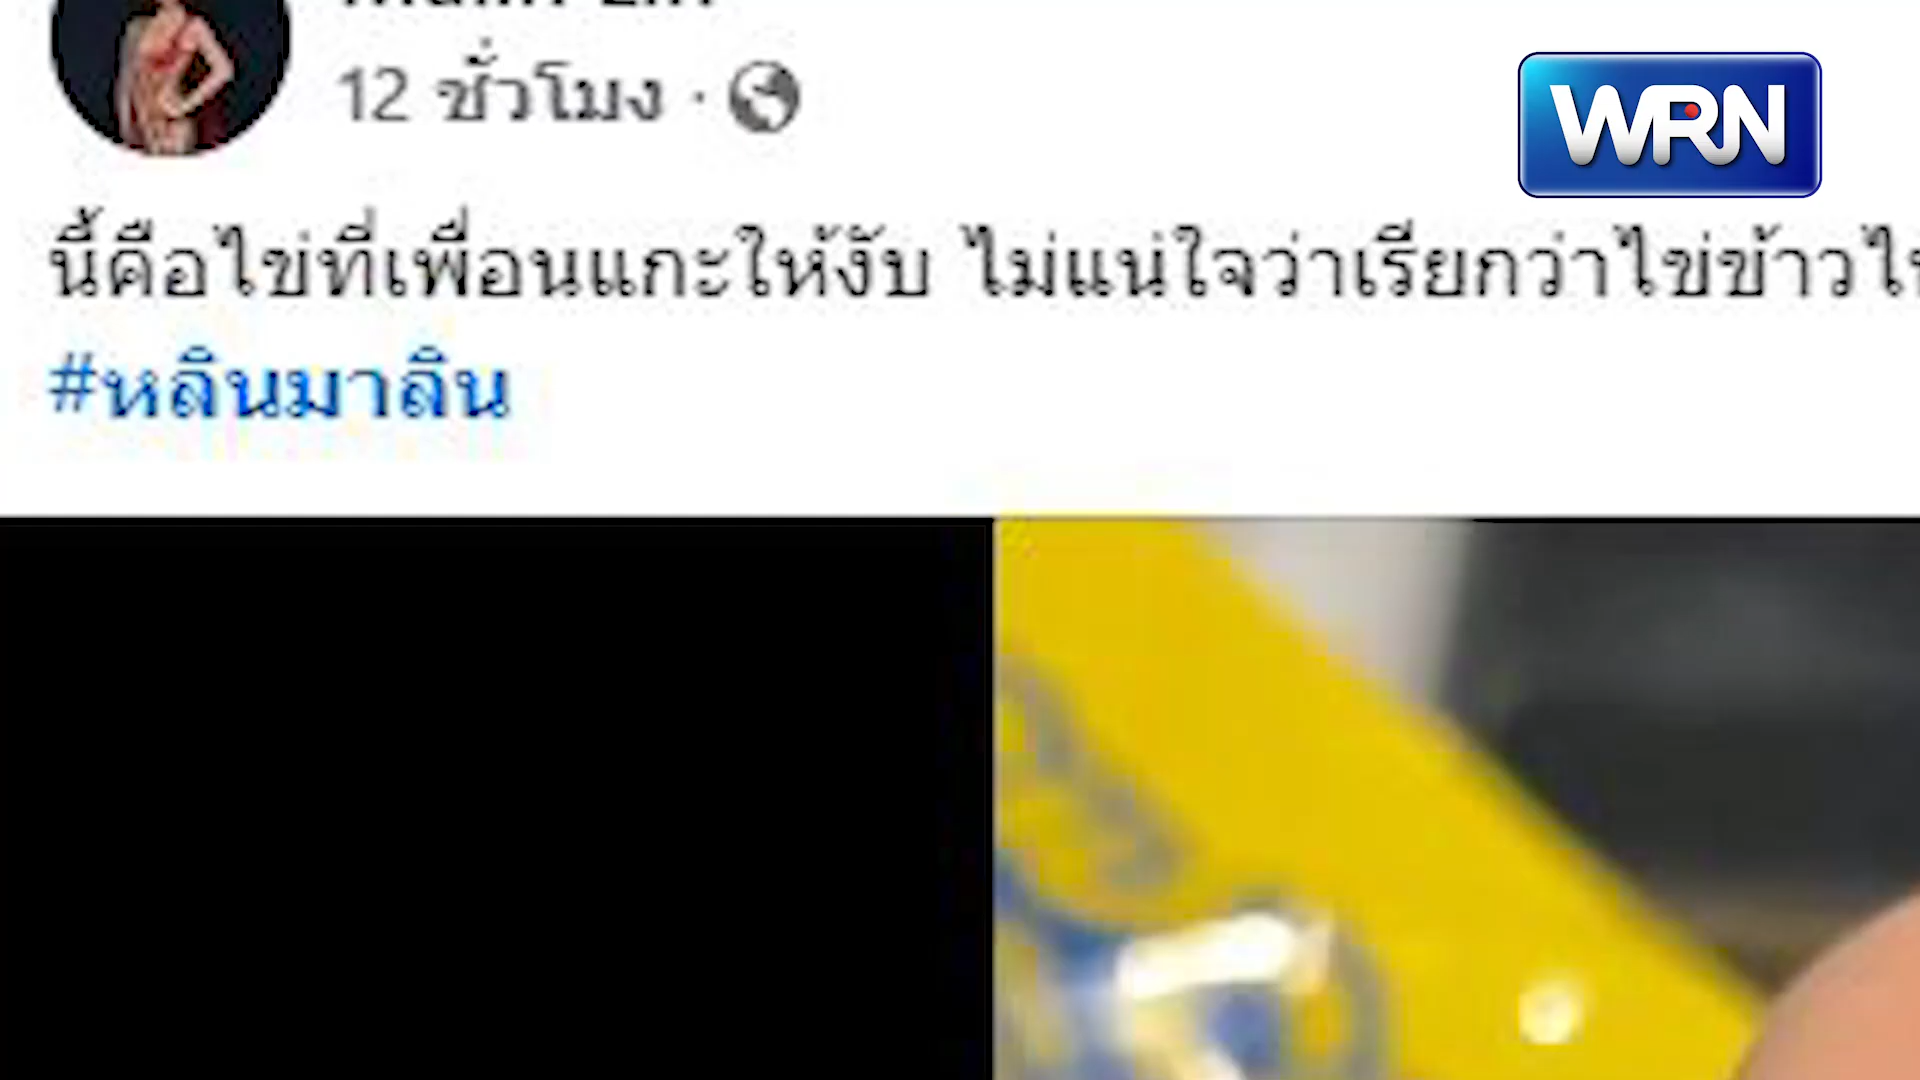 12 ชั่วโมง ·
WRN
นี้คือไข่ที่เพื่อนแกะให้งับ ไม่แน่ใจว่าเรียกว่าไข่ข้าวไ
#หลินมาลิน